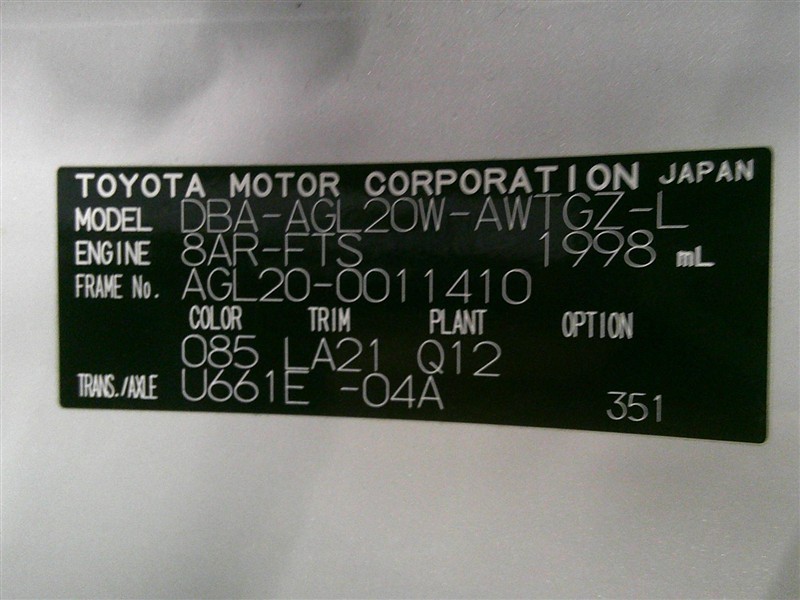 TOYOTA MOTOR CORPORATION JAPAN
MODEL DBA-AGL20W-AWTGZ-L
ENGINE 8AR-FTS 1998 mL
FRAME No. AGL20-0011410
COLOR TRIM PLANT OPTION
085 LA21 Q12
TRANS./AXLE U661E -04A 351